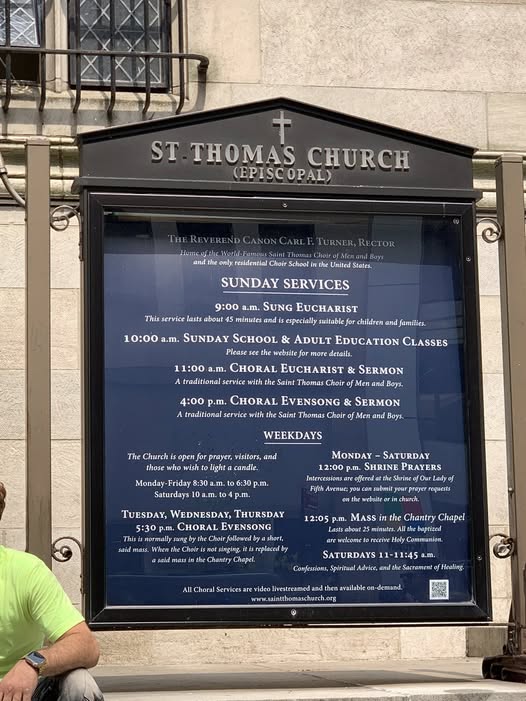 ST. THOMAS CHURCH
(EPISCOPAL)
THE REVEREND CANON CARL F. TURNER, RECTOR
Home of the World-Famous Saint Thomas Choir of Men and Boys
and the only residential Choir School in the United States.
SUNDAY SERVICES
9:00 a.m. SUNG EUCHARIST
This service lasts about 45 minutes and is especially suitable for children and families.
10:00 a.m. SUNDAY SCHOOL & ADULT EDUCATION CLASSES
Please see the website for more details.
11:00 a.m. CHORAL EUCHARIST & SERMON
A traditional service with the Saint Thomas Choir of Men and Boys.
4:00 p.m. CHORAL EVENSONG & SERMON
A traditional service with the Saint Thomas Choir of Men and Boys.
WEEKDAYS
The Church is open for prayer, visitors, and
those who wish to light a candle.
Monday-Friday 8:30 a.m. to 6:30 p.m.
Saturdays 10 a.m. to 4 p.m.
TUESDAY, WEDNESDAY, THURSDAY
5:30 p.m. CHORAL EVENSONG
This is normally sung by the Choir followed by a short,
said mass. When the Choir is not singing, it is replaced by
a said mass in the Chantry Chapel.
MONDAY – SATURDAY
12:00 p.m. SHRINE PRAYERS
Intercessions are offered at the Shrine of Our Lady of
Fifth Avenue; you can submit your prayer requests
on the website or in church.
12:05 p.m. MASS in the Chantry Chapel
Lasts about 25 minutes. All the baptized
are welcome to receive Holy Communion.
SATURDAYS 11-11:45 a.m.
Confessions, Spiritual Advice, and the Sacrament of Healing.
All Choral Services are video livestreamed and then available on-demand.
www.saintthomaschurch.org